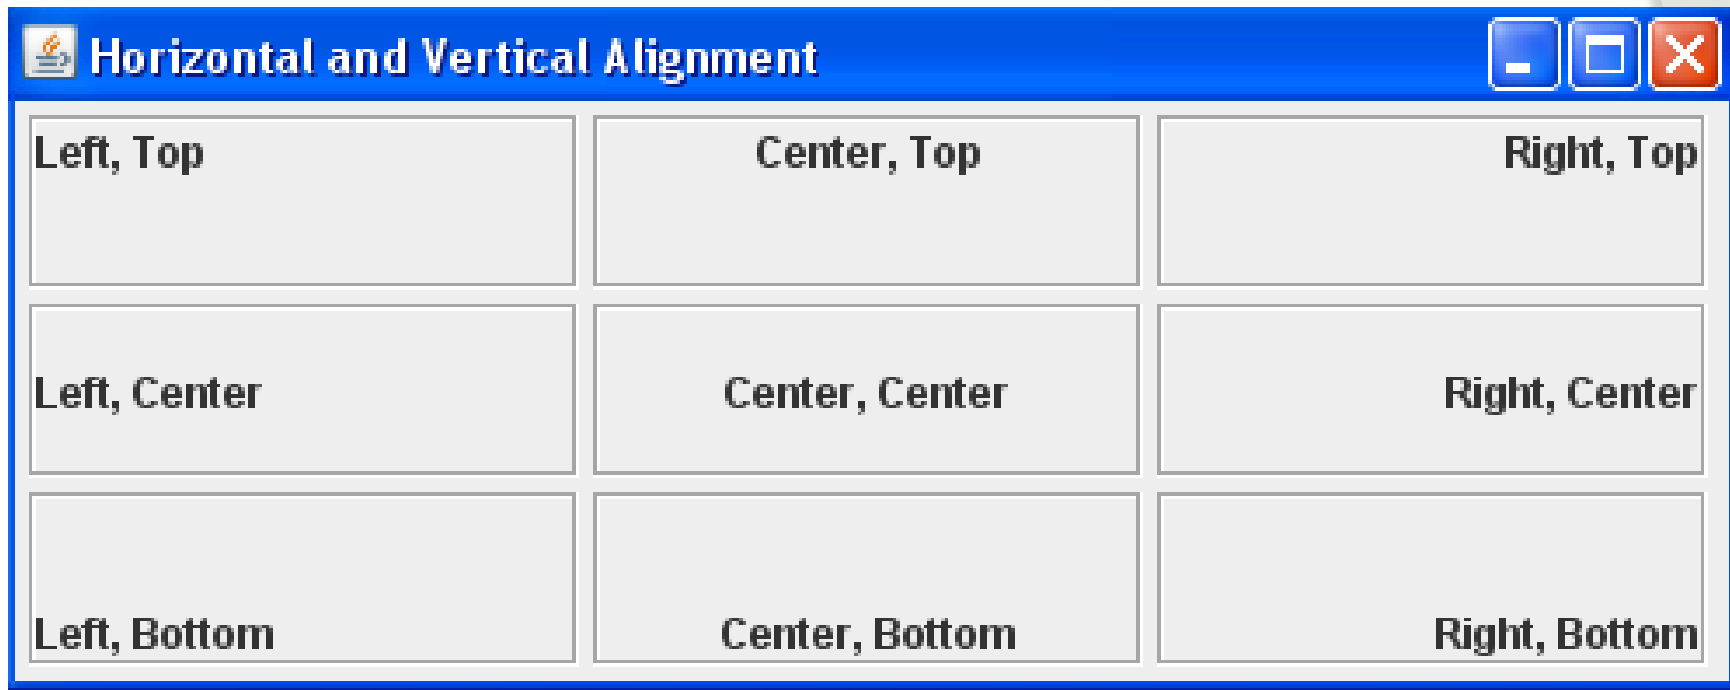 Horizontal and Vertical Alignment
Left, Top
Center, Top
Right, Top
Left, Center
Center, Center
Right, Center
Left, Bottom
Center, Bottom
Right, Bottom